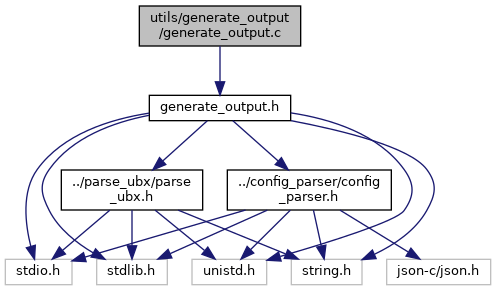 utils/generate_output
/generate_output.c
generate_output.h
../parse_ubx/parse
_ubx.h
../config_parser/config
_parser.h
stdio.h
stdlib.h
unistd.h
string.h
json-c/json.h